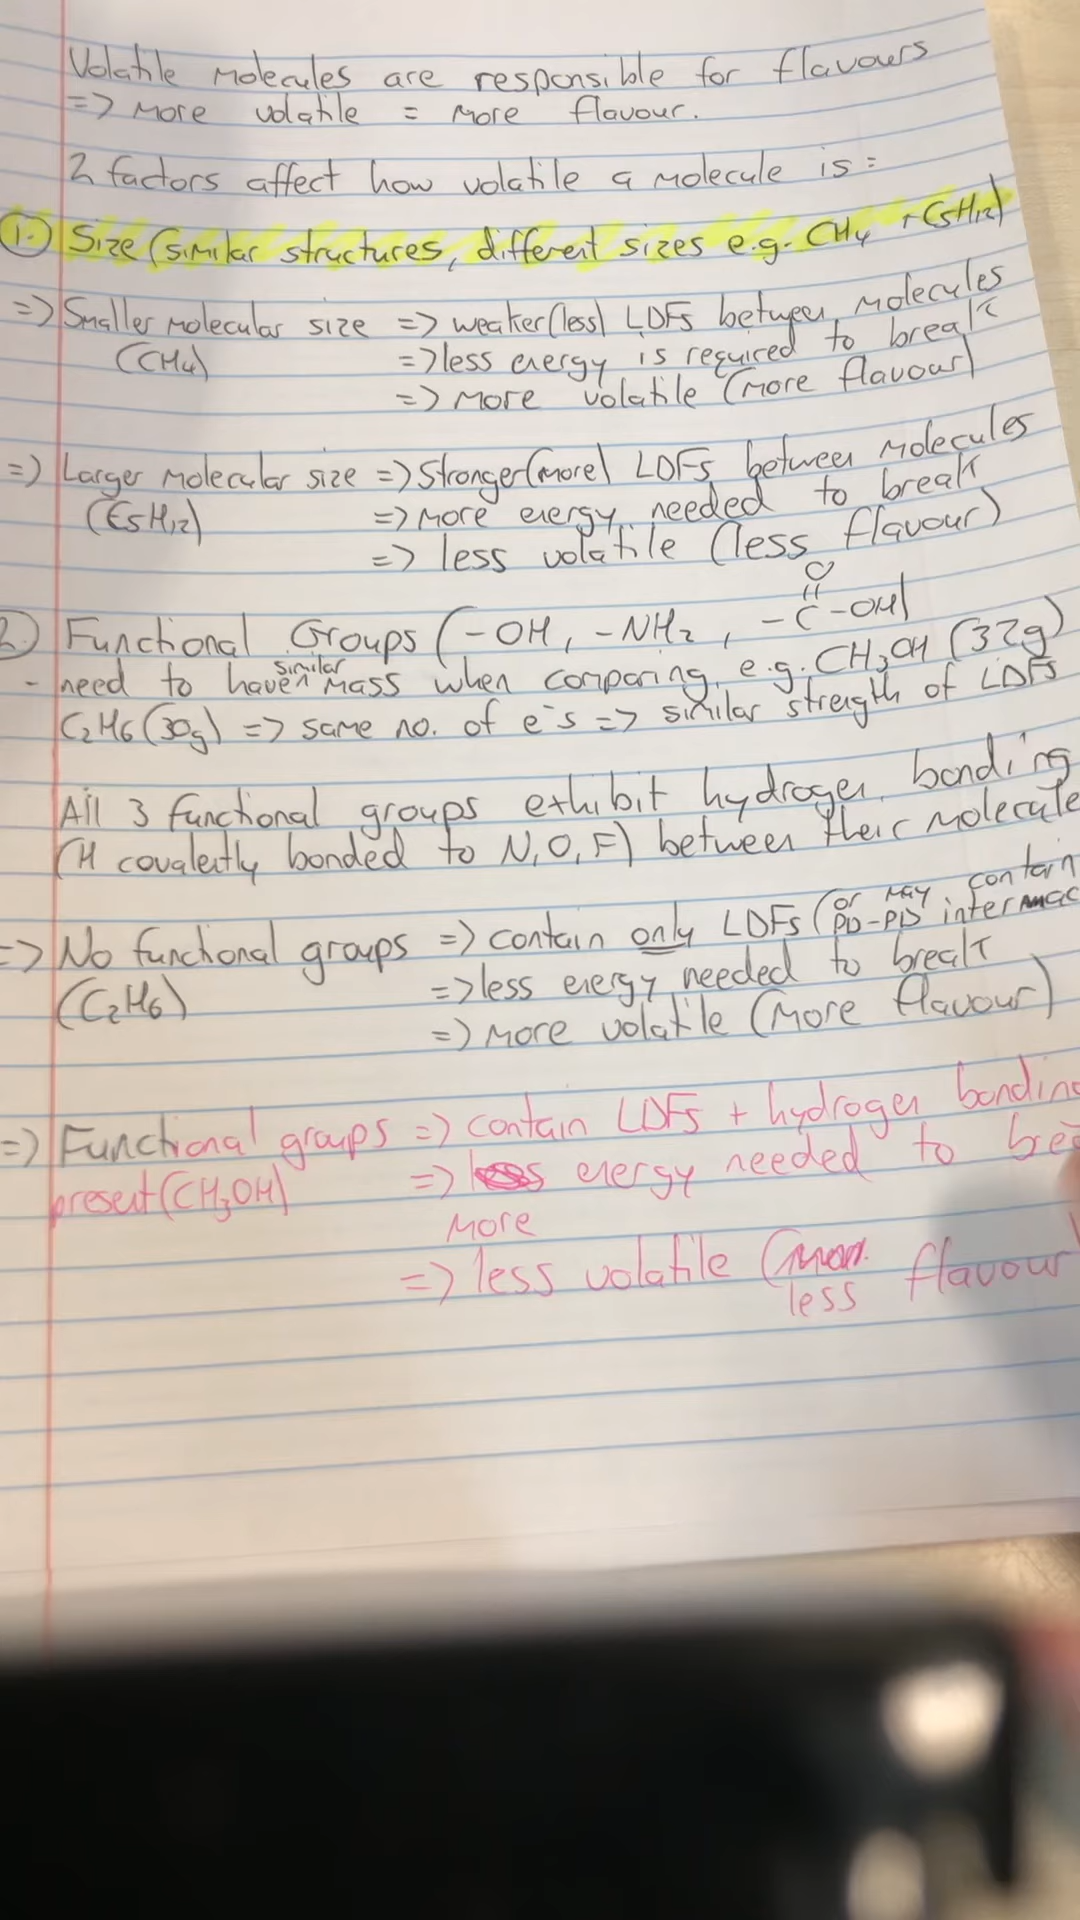 Volatile molecules are responsible for flavours
=> More volatile = more flavour.
2 factors affect how volatile a molecule is:
1.) Size (similar structures, different sizes e.g. CH4 + C5H12)
=> Smaller molecular size => weaker (less) LDFs between molecules
(CH4) => less energy is required to break
=> more volatile (more flavour)
=> Larger molecular size => Stronger (more) LDFs between molecules
(C5H12) => more energy needed to break
=> less volatile (less flavour)
O
||
2.) Functional Groups (-OH, -NH2, -C-OH)
similar
- need to have mass when comparing, e.g. CH3OH (32g)
C2H6 (30g) => same no. of e-s => similar strength of LDFs
All 3 functional groups exhibit hydrogen bonding
(H covalently bonded to N,O,F) between their molecule
or may contain
=> No functional groups => contain only LDFs (PD-PD intermac
(C2H6) => less energy needed to break
=> more volatile (more flavour)
=> Functional groups => contain LDFs + hydrogen bonding
present (CH3OH) => energy needed to bre
more
=> less volatile ( flavour
less